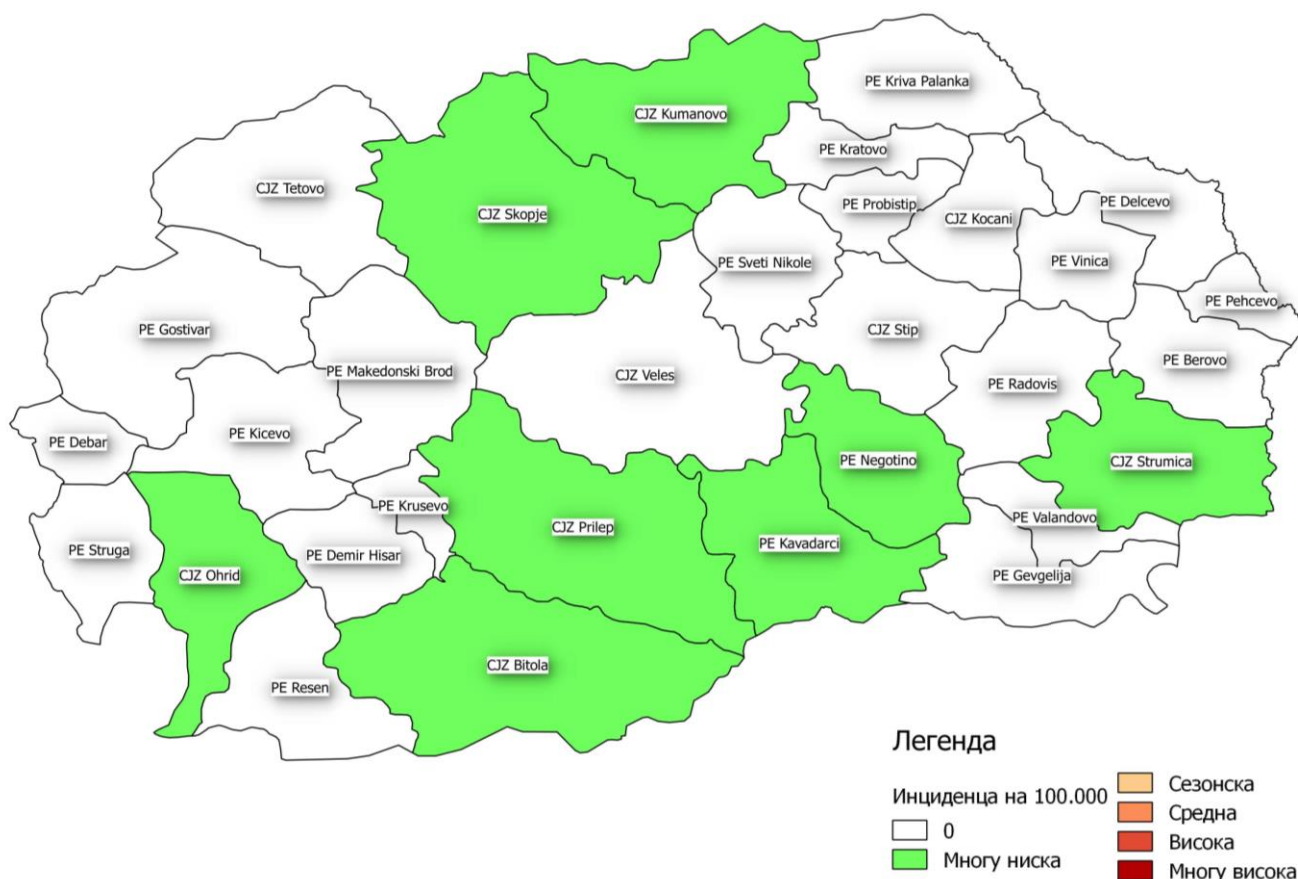 PE Kriva Palanka
CJZ Kumanovo
PE Kratovo
CJZ Tetovo
PE Delcevo
PE Probistip
CJZ Skopje
CJZ Kocani
PE Sveti Nikole
PE Vinica
PE Pehcevo
PE Gostivar
CJZ Stip
PE Berovo
PE Makedonski Brod
CJZ Veles
PE Radovis
PE Kicevo
PE Debar
PE Negotino
CJZ Strumica
PE Krusevo
PE Valandovo
CJZ Prilep
PE Kavadarci
PE Struga
PE Demir Hisar
CJZ Ohrid
PE Gevgelija
CJZ Bitola
PE Resen
Легенда
Инциденца на 100.000
0
Многу ниска
Сезонска
Средна
Висока
Многу висока